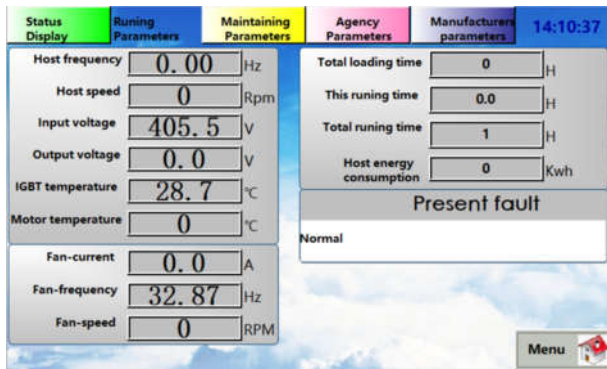 Status Display
Runing Parameters
Maintaining Parameters
Agency Parameters
Manufacturers parameters
14:10:37
Host frequency 0.00 Hz
Host speed 0 Rpm
Input voltage 405.5 V
Output voltage 0.0 V
IGBT temperature 28.7 ℃
Motor temperature 0 ℃
Fan-current 0.0 A
Fan-frequency 32.87 Hz
Fan-speed 0 RPM
Total loading time 0 H
This runing time 0.0 H
Total runing time 1 H
Host energy consumption 0 Kwh
Present fault
Normal
Menu